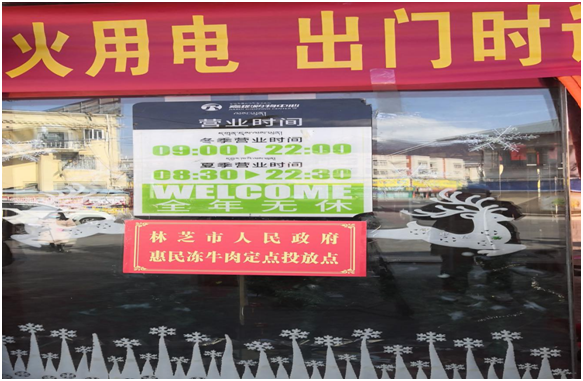 火用电 出门时
营业时间
冬季营业时间
09:00-22:00
夏季营业时间
08:30-22:30
WELCOME
全年无休
林芝市人民政府
惠民冻牛肉定点投放点